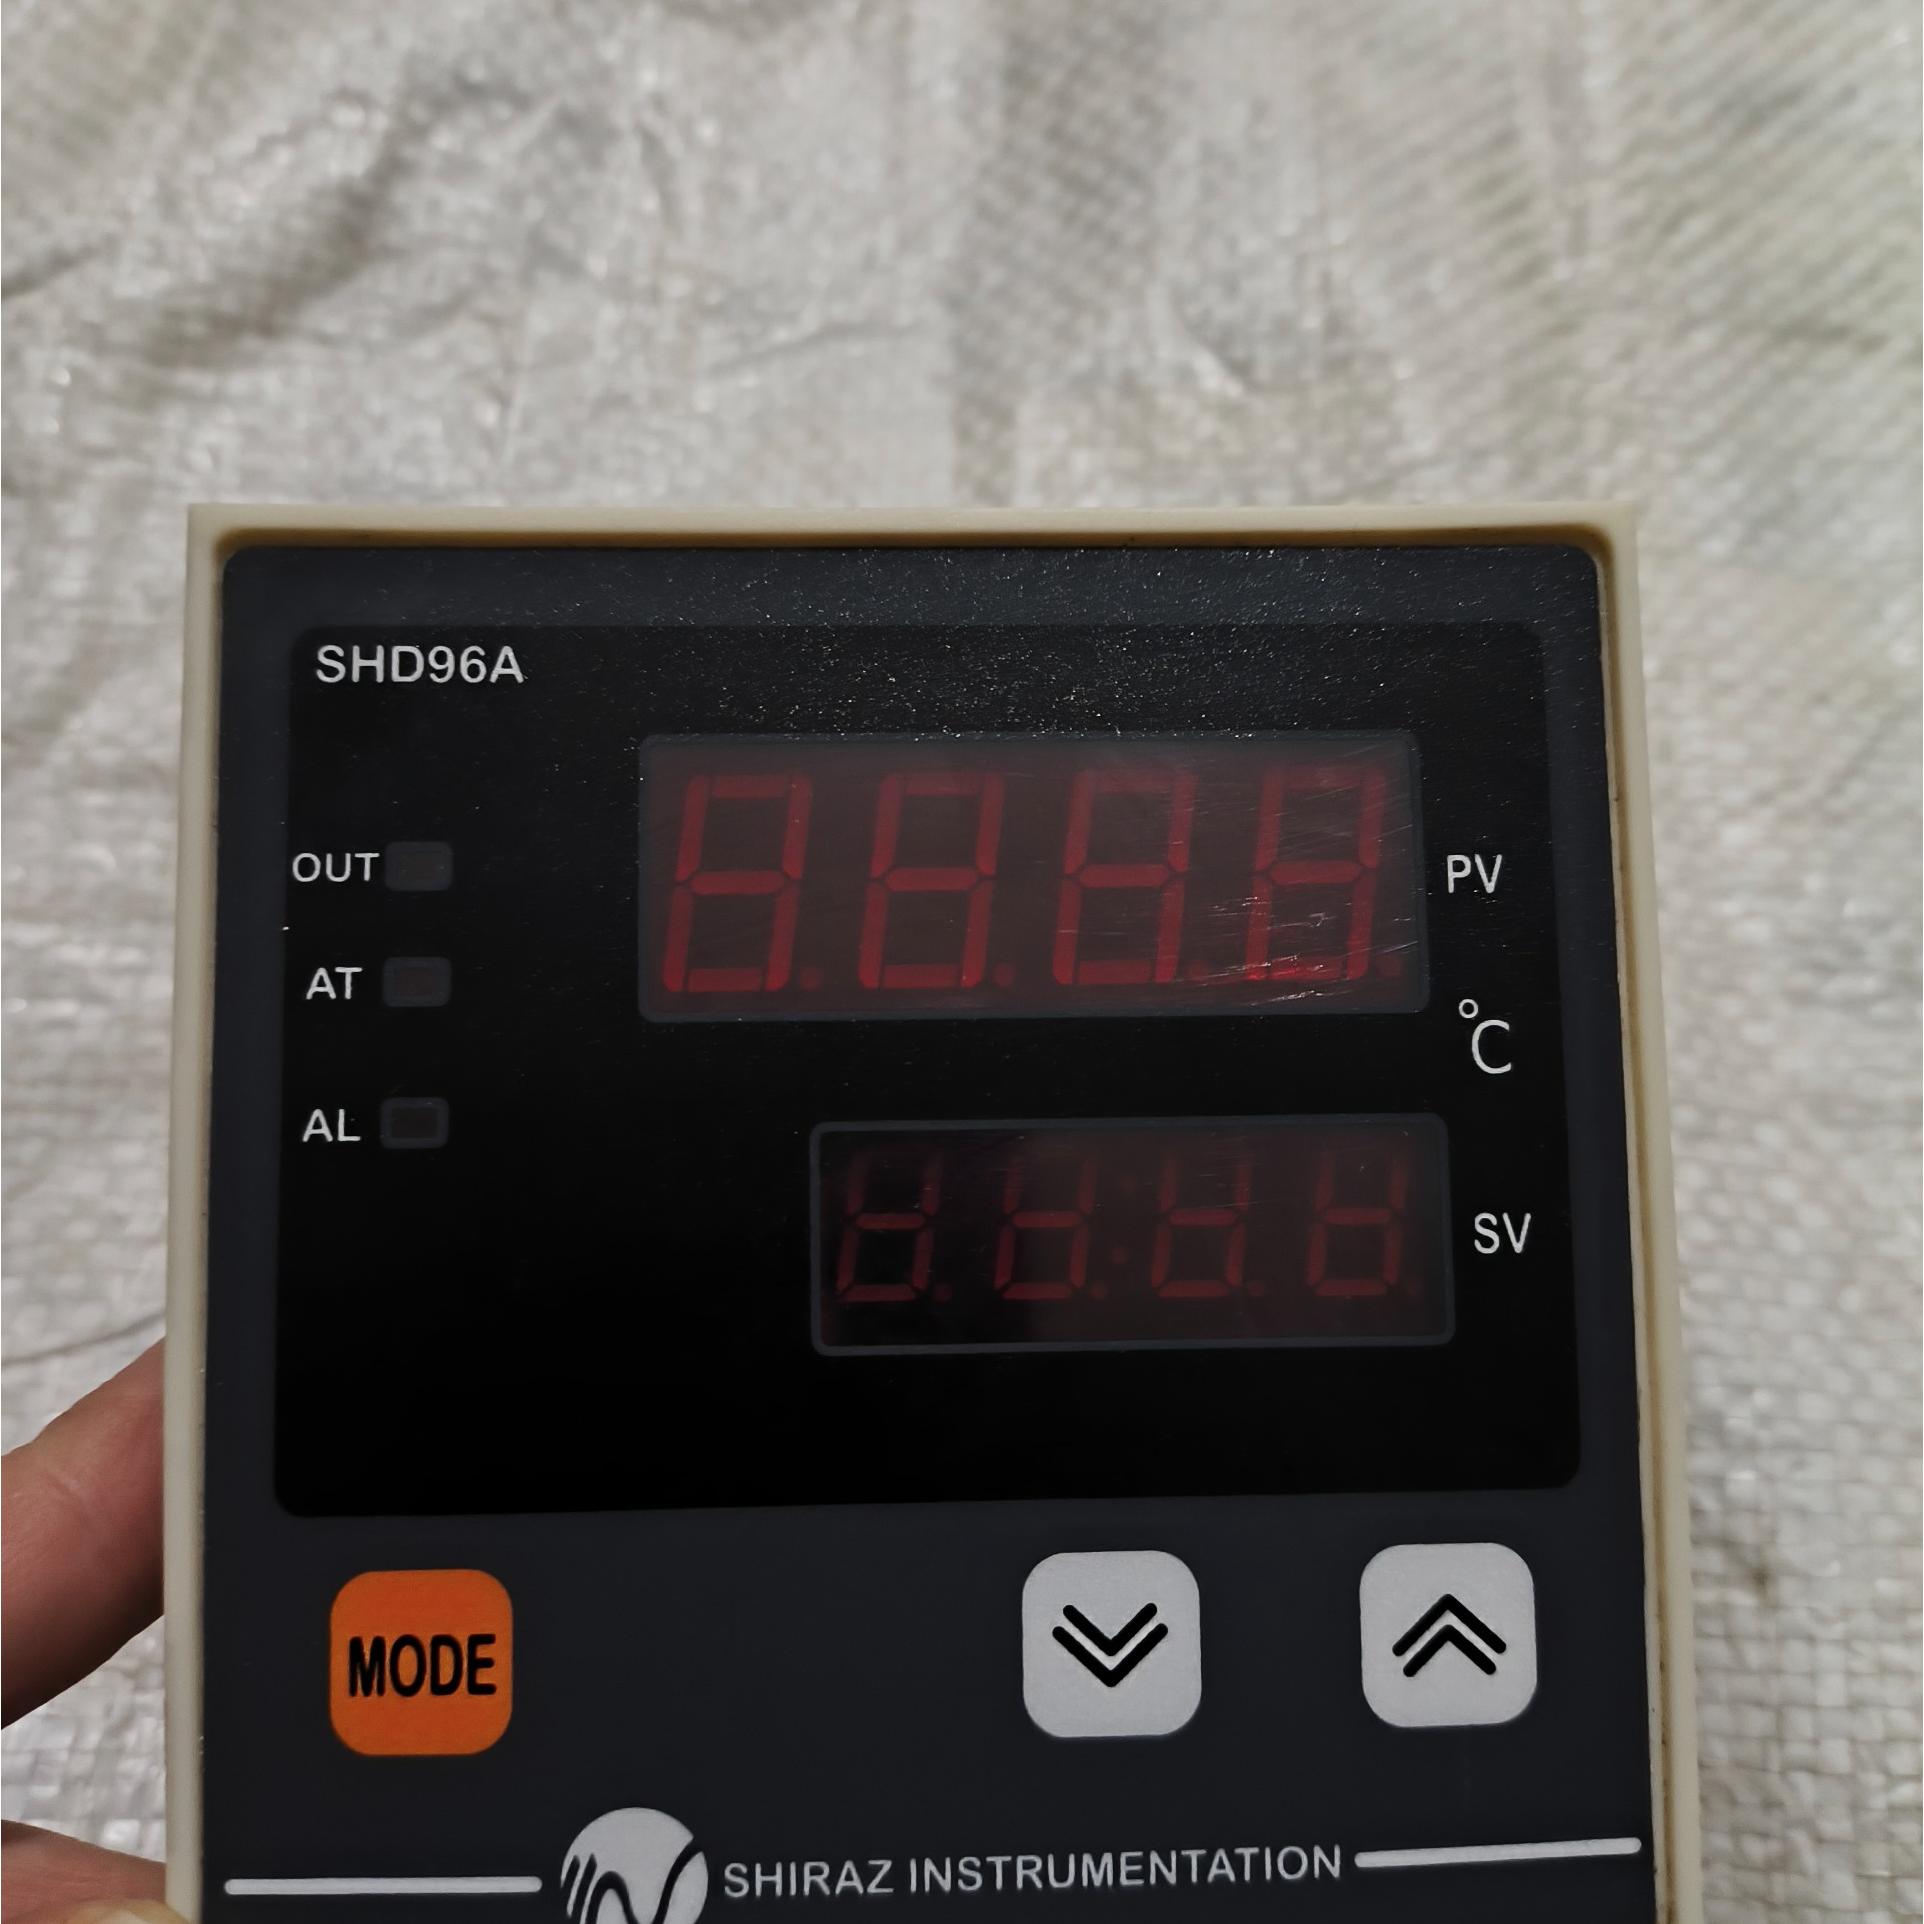 SHD96A
OUT
PV
AT
°C
AL
SV
MODE
SHIRAZ INSTRUMENTATION